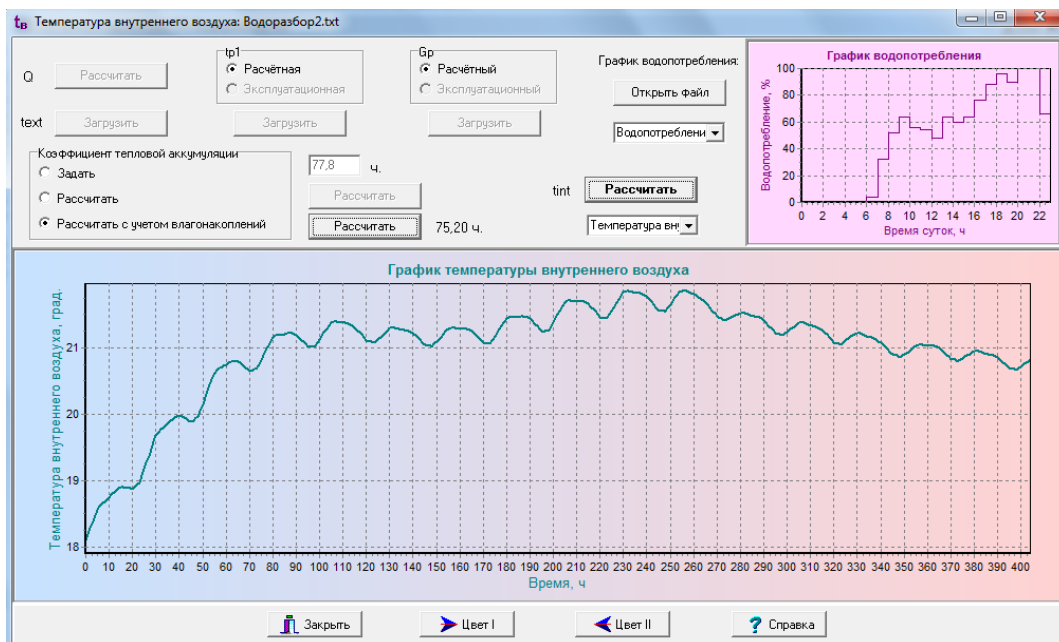 tв Температура внутреннего воздуха: Водоразбор2.txt
Q
Рассчитать
tp1
Расчётная
Эксплуатационная
Gp
Расчётный
Эксплуатационный
График водопотребления:
Открыть файл
text
Загрузить
Загрузить
Загрузить
Водопотреблени
Коэффициент тепловой аккумуляции
Задать
Рассчитать
Рассчитать с учетом влагонакоплений
77,8 ч.
Рассчитать
Рассчитать 75,20 ч.
tint Рассчитать
Температура вн
График водопотребления
Водопотребление, %
100
80
60
40
20
0
0 2 4 6 8 10 12 14 16 18 20 22
Время суток, ч
График температуры внутреннего воздуха
Температура внутреннего воздуха, град.
21
20
19
18
0 10 20 30 40 50 60 70 80 90 100 110 120 130 140 150 160 170 180 190 200 210 220 230 240 250 260 270 280 290 300 310 320 330 340 350 360 370 380 390 400
Время, ч
Закрыть
Цвет I
Цвет II
? Справка